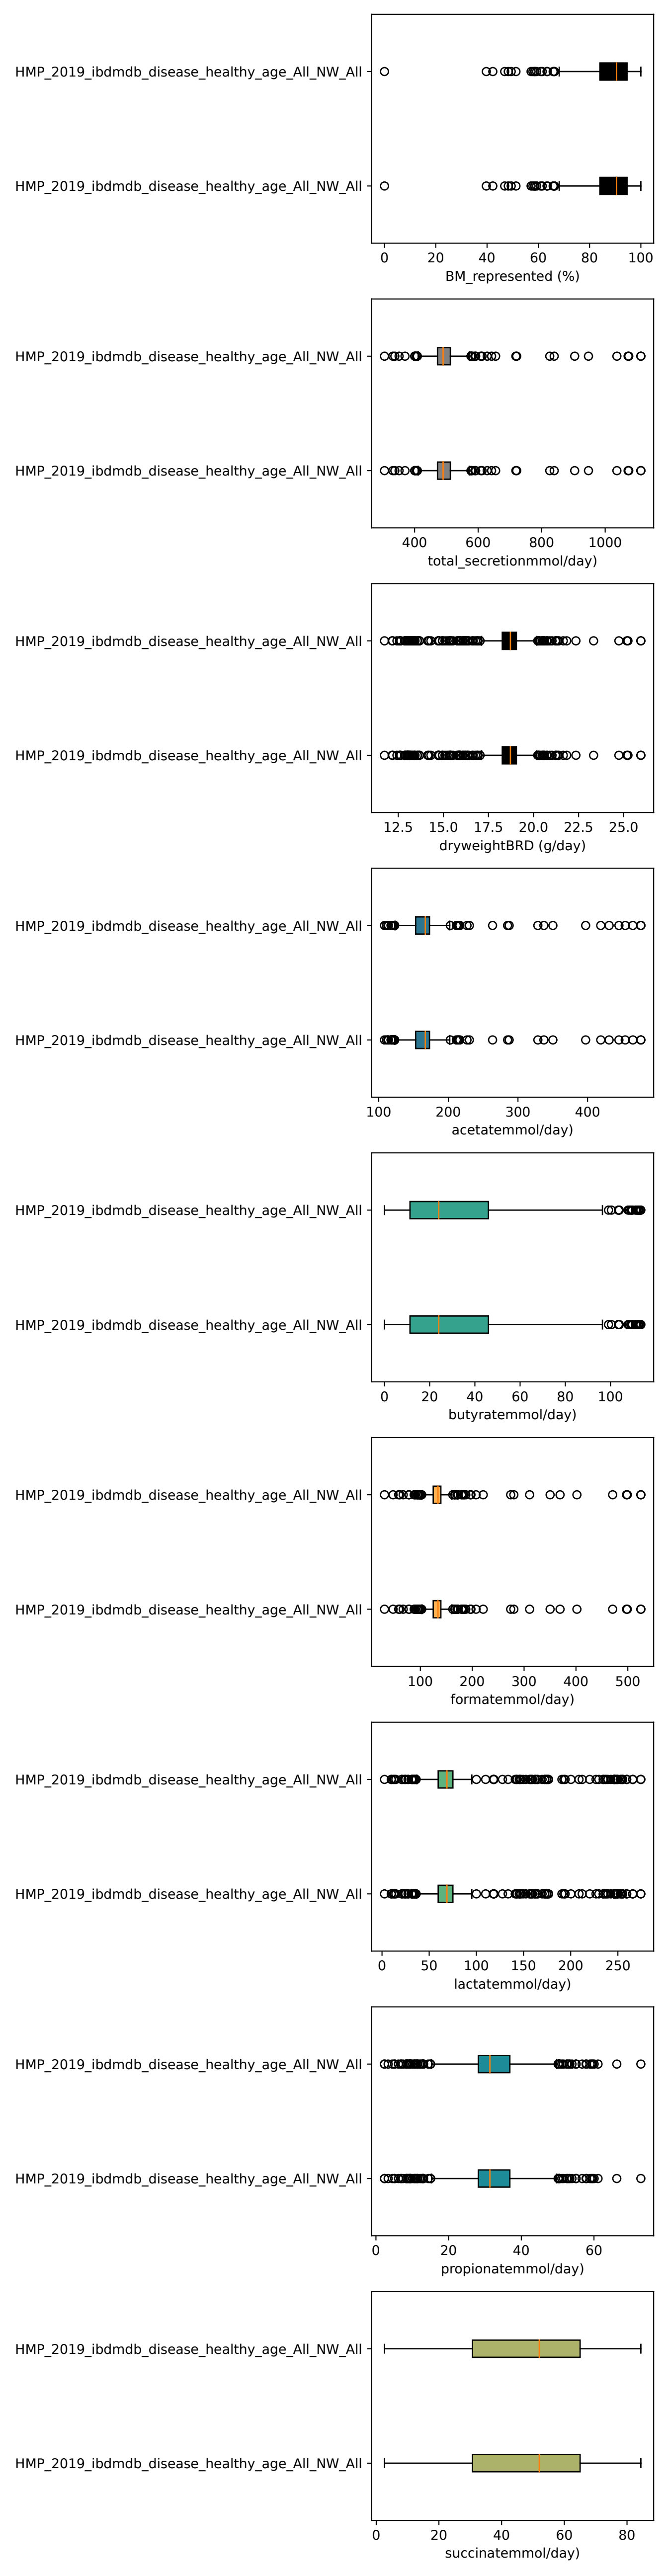 HMP_2019_ibdmdb_disease_healthy_age_All_NW_All
HMP_2019_ibdmdb_disease_healthy_age_All_NW_All
0 20 40 60 80 100
BM_represented (%)
HMP_2019_ibdmdb_disease_healthy_age_All_NW_All
HMP_2019_ibdmdb_disease_healthy_age_All_NW_All
400 600 800 1000
total_secretionmmol/day)
HMP_2019_ibdmdb_disease_healthy_age_All_NW_All
HMP_2019_ibdmdb_disease_healthy_age_All_NW_All
12.5 15.0 17.5 20.0 22.5 25.0
dryweightBRD (g/day)
HMP_2019_ibdmdb_disease_healthy_age_All_NW_All
HMP_2019_ibdmdb_disease_healthy_age_All_NW_All
100 200 300 400
acetatemmol/day)
HMP_2019_ibdmdb_disease_healthy_age_All_NW_All
HMP_2019_ibdmdb_disease_healthy_age_All_NW_All
0 20 40 60 80 100
butyratemmol/day)
HMP_2019_ibdmdb_disease_healthy_age_All_NW_All
HMP_2019_ibdmdb_disease_healthy_age_All_NW_All
100 200 300 400 500
formatemmol/day)
HMP_2019_ibdmdb_disease_healthy_age_All_NW_All
HMP_2019_ibdmdb_disease_healthy_age_All_NW_All
0 50 100 150 200 250
lactatemmol/day)
HMP_2019_ibdmdb_disease_healthy_age_All_NW_All
HMP_2019_ibdmdb_disease_healthy_age_All_NW_All
0 20 40 60
propionatemmol/day)
HMP_2019_ibdmdb_disease_healthy_age_All_NW_All
HMP_2019_ibdmdb_disease_healthy_age_All_NW_All
0 20 40 60 80
succinatemmol/day)